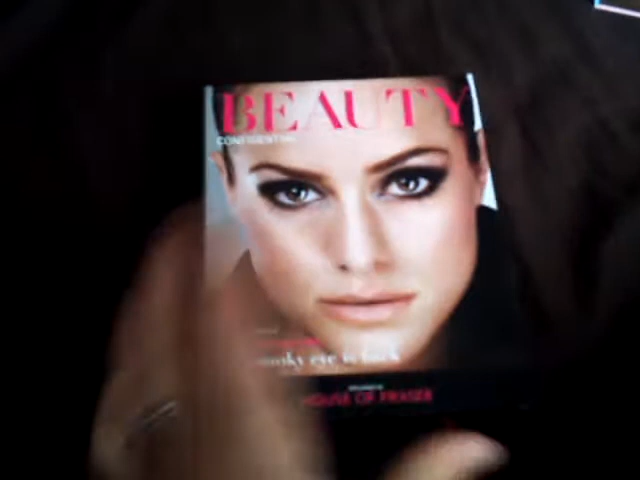 BEAUTY
CONFIDENTIAL
smoky eye is back
HOUSE OF FRASER